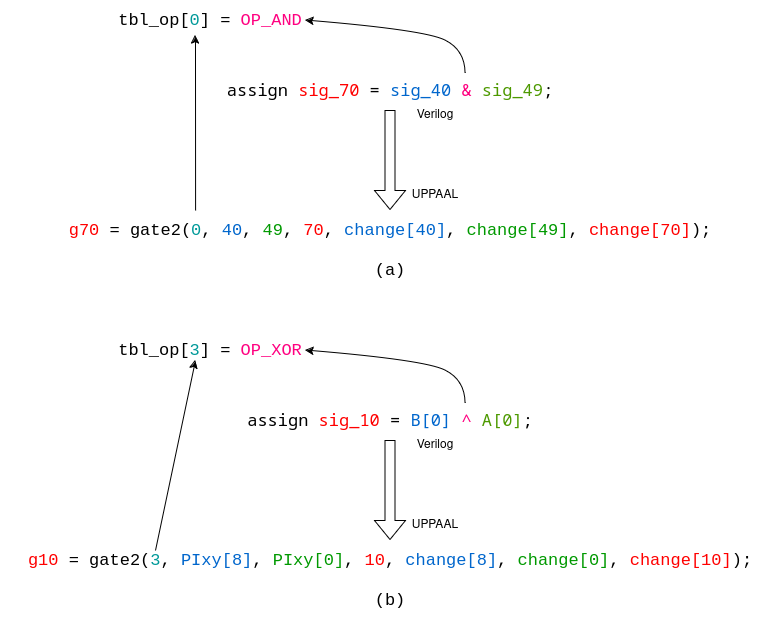 tbl_op[0] = OP_AND
assign sig_70 = sig_40 & sig_49;
Verilog
UPPAAL
g70 = gate2(0, 40, 49, 70, change[40], change[49], change[70]);
(a)
tbl_op[3] = OP_XOR
assign sig_10 = B[0] ^ A[0];
Verilog
UPPAAL
g10 = gate2(3, PIxy[8], PIxy[0], 10, change[8], change[0], change[10]);
(b)